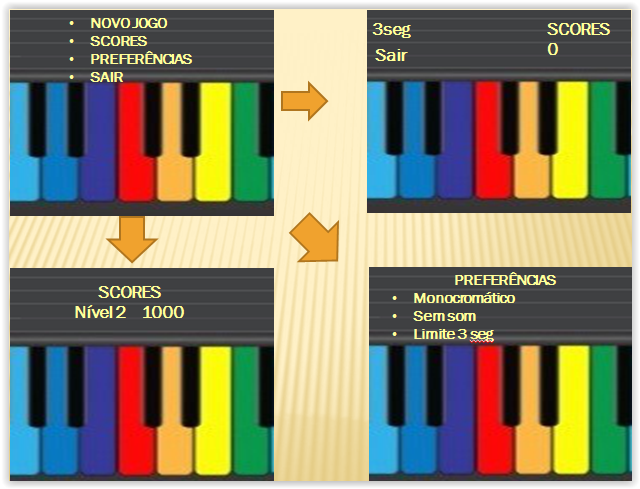 • NOVO JOGO
• SCORES
• PREFERÊNCIAS
• SAIR
3seg
Sair
SCORES
0
SCORES
Nível 2 1000
PREFERÊNCIAS
• Monocromático
• Sem som
• Limite 3 seg